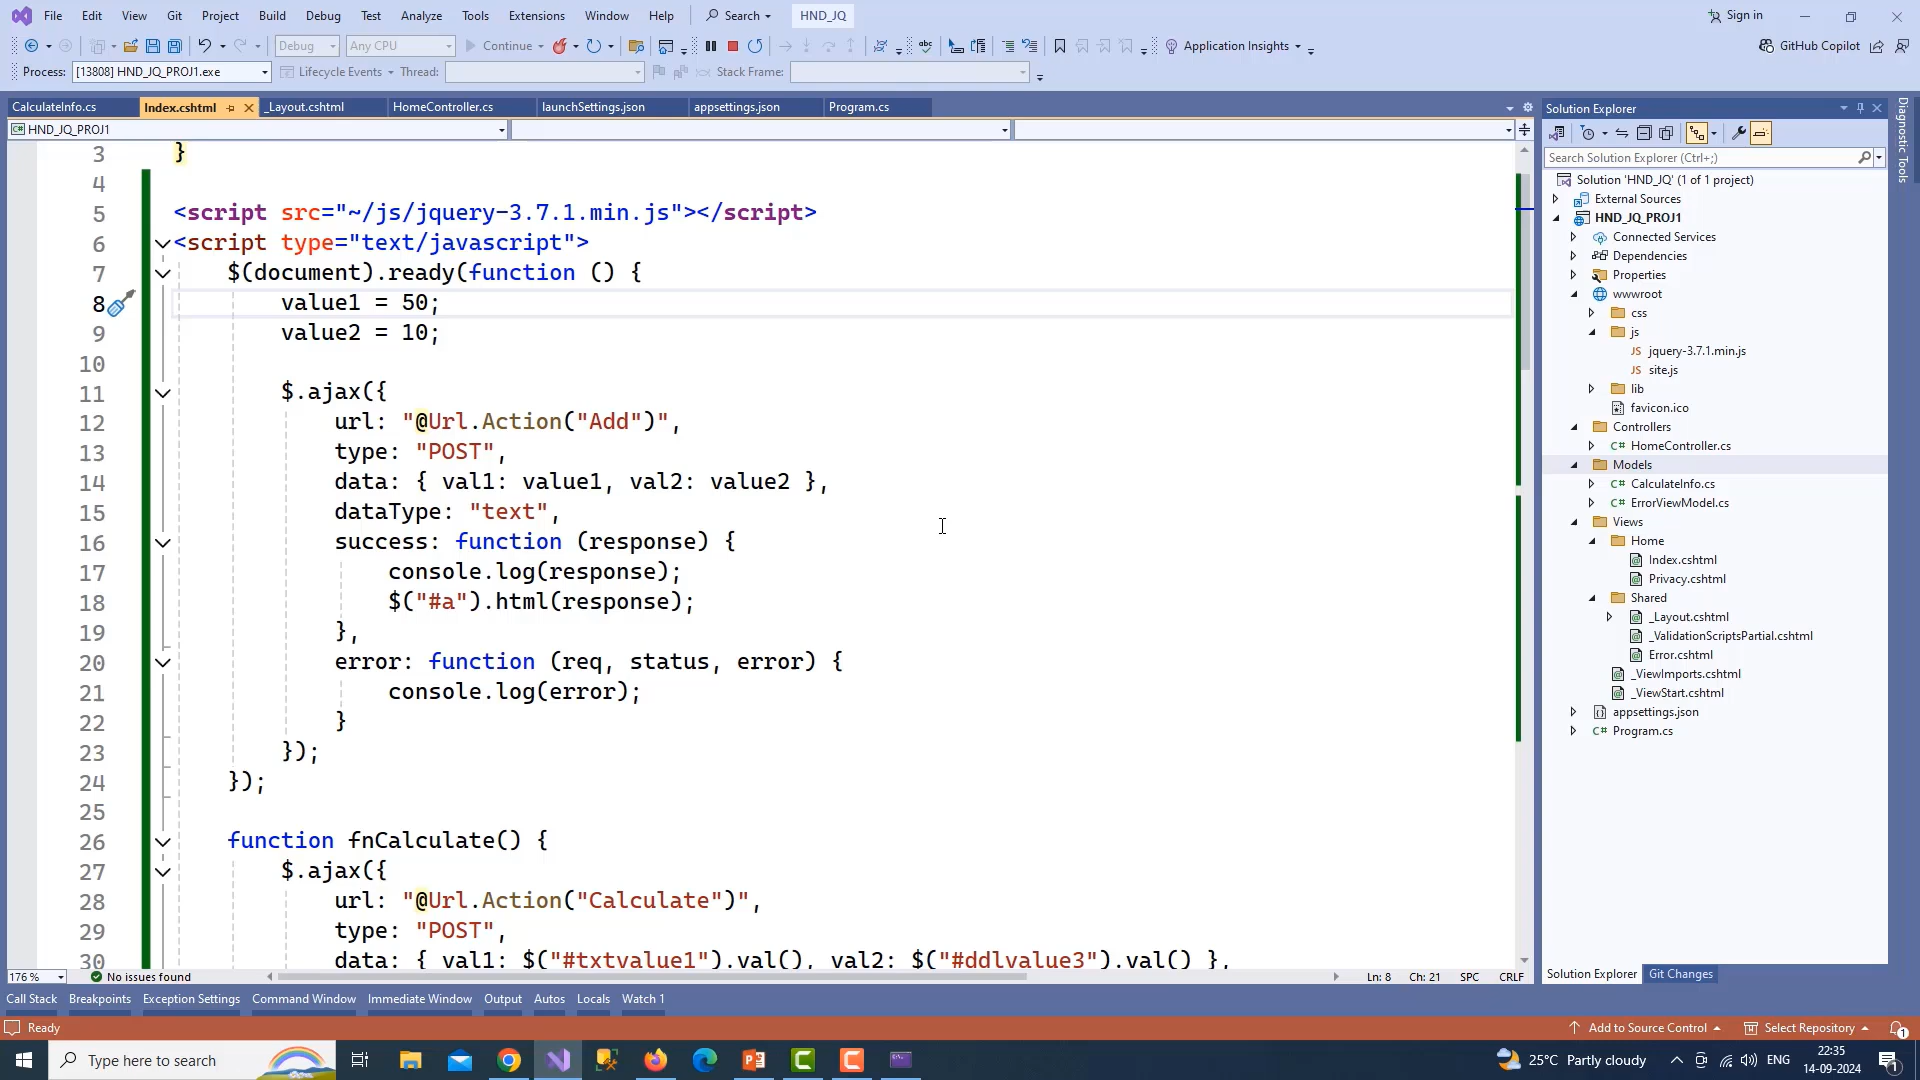 File Edit View Git Project Build Debug Test Analyze Tools Extensions Window Help Search HND_JQ Sign in
Debug Any CPU Continue Application Insights GitHub Copilot
Process: [13808] HND_JQ_PROJ1.exe Lifecycle Events Thread: Stack Frame:
CalculateInfo.cs Index.cshtml _Layout.cshtml HomeController.cs launchSettings.json appsettings.json Program.cs
HND_JQ_PROJ1
3 }
4
5 <script src="~/js/jquery-3.7.1.min.js"></script>
6 <script type="text/javascript">
7 $(document).ready(function () {
8 value1 = 50;
9 value2 = 10;
10
11 $.ajax({
12 url: "@Url.Action("Add")",
13 type: "POST",
14 data: { val1: value1, val2: value2 },
15 dataType: "text",
16 success: function (response) {
17 console.log(response);
18 $("#a").html(response);
19 },
20 error: function (req, status, error) {
21 console.log(error);
22 }
23 });
24 });
25
26 function fnCalculate() {
27 $.ajax({
28 url: "@Url.Action("Calculate")",
29 type: "POST",
30 data: { val1: $("#txtvalue1").val(), val2: $("#ddlvalue3").val() },
176 % No issues found Ln: 8 Ch: 21 SPC CRLF
Solution Explorer
Search Solution Explorer (Ctrl+;)
Solution 'HND_JQ' (1 of 1 project)
External Sources
HND_JQ_PROJ1
Connected Services
Dependencies
Properties
wwwroot
css
js
JS jquery-3.7.1.min.js
JS site.js
lib
favicon.ico
Controllers
C# HomeController.cs
Models
C# CalculateInfo.cs
C# ErrorViewModel.cs
Views
Home
Index.cshtml
Privacy.cshtml
Shared
_Layout.cshtml
_ValidationScriptsPartial.cshtml
Error.cshtml
_ViewImports.cshtml
_ViewStart.cshtml
appsettings.json
C# Program.cs
Solution Explorer Git Changes
Diagnostic Tools
Call Stack Breakpoints Exception Settings Command Window Immediate Window Output Autos Locals Watch 1
Ready Add to Source Control Select Repository 1
Type here to search 25°C Partly cloudy ENG 22:35
14-09-2024 1